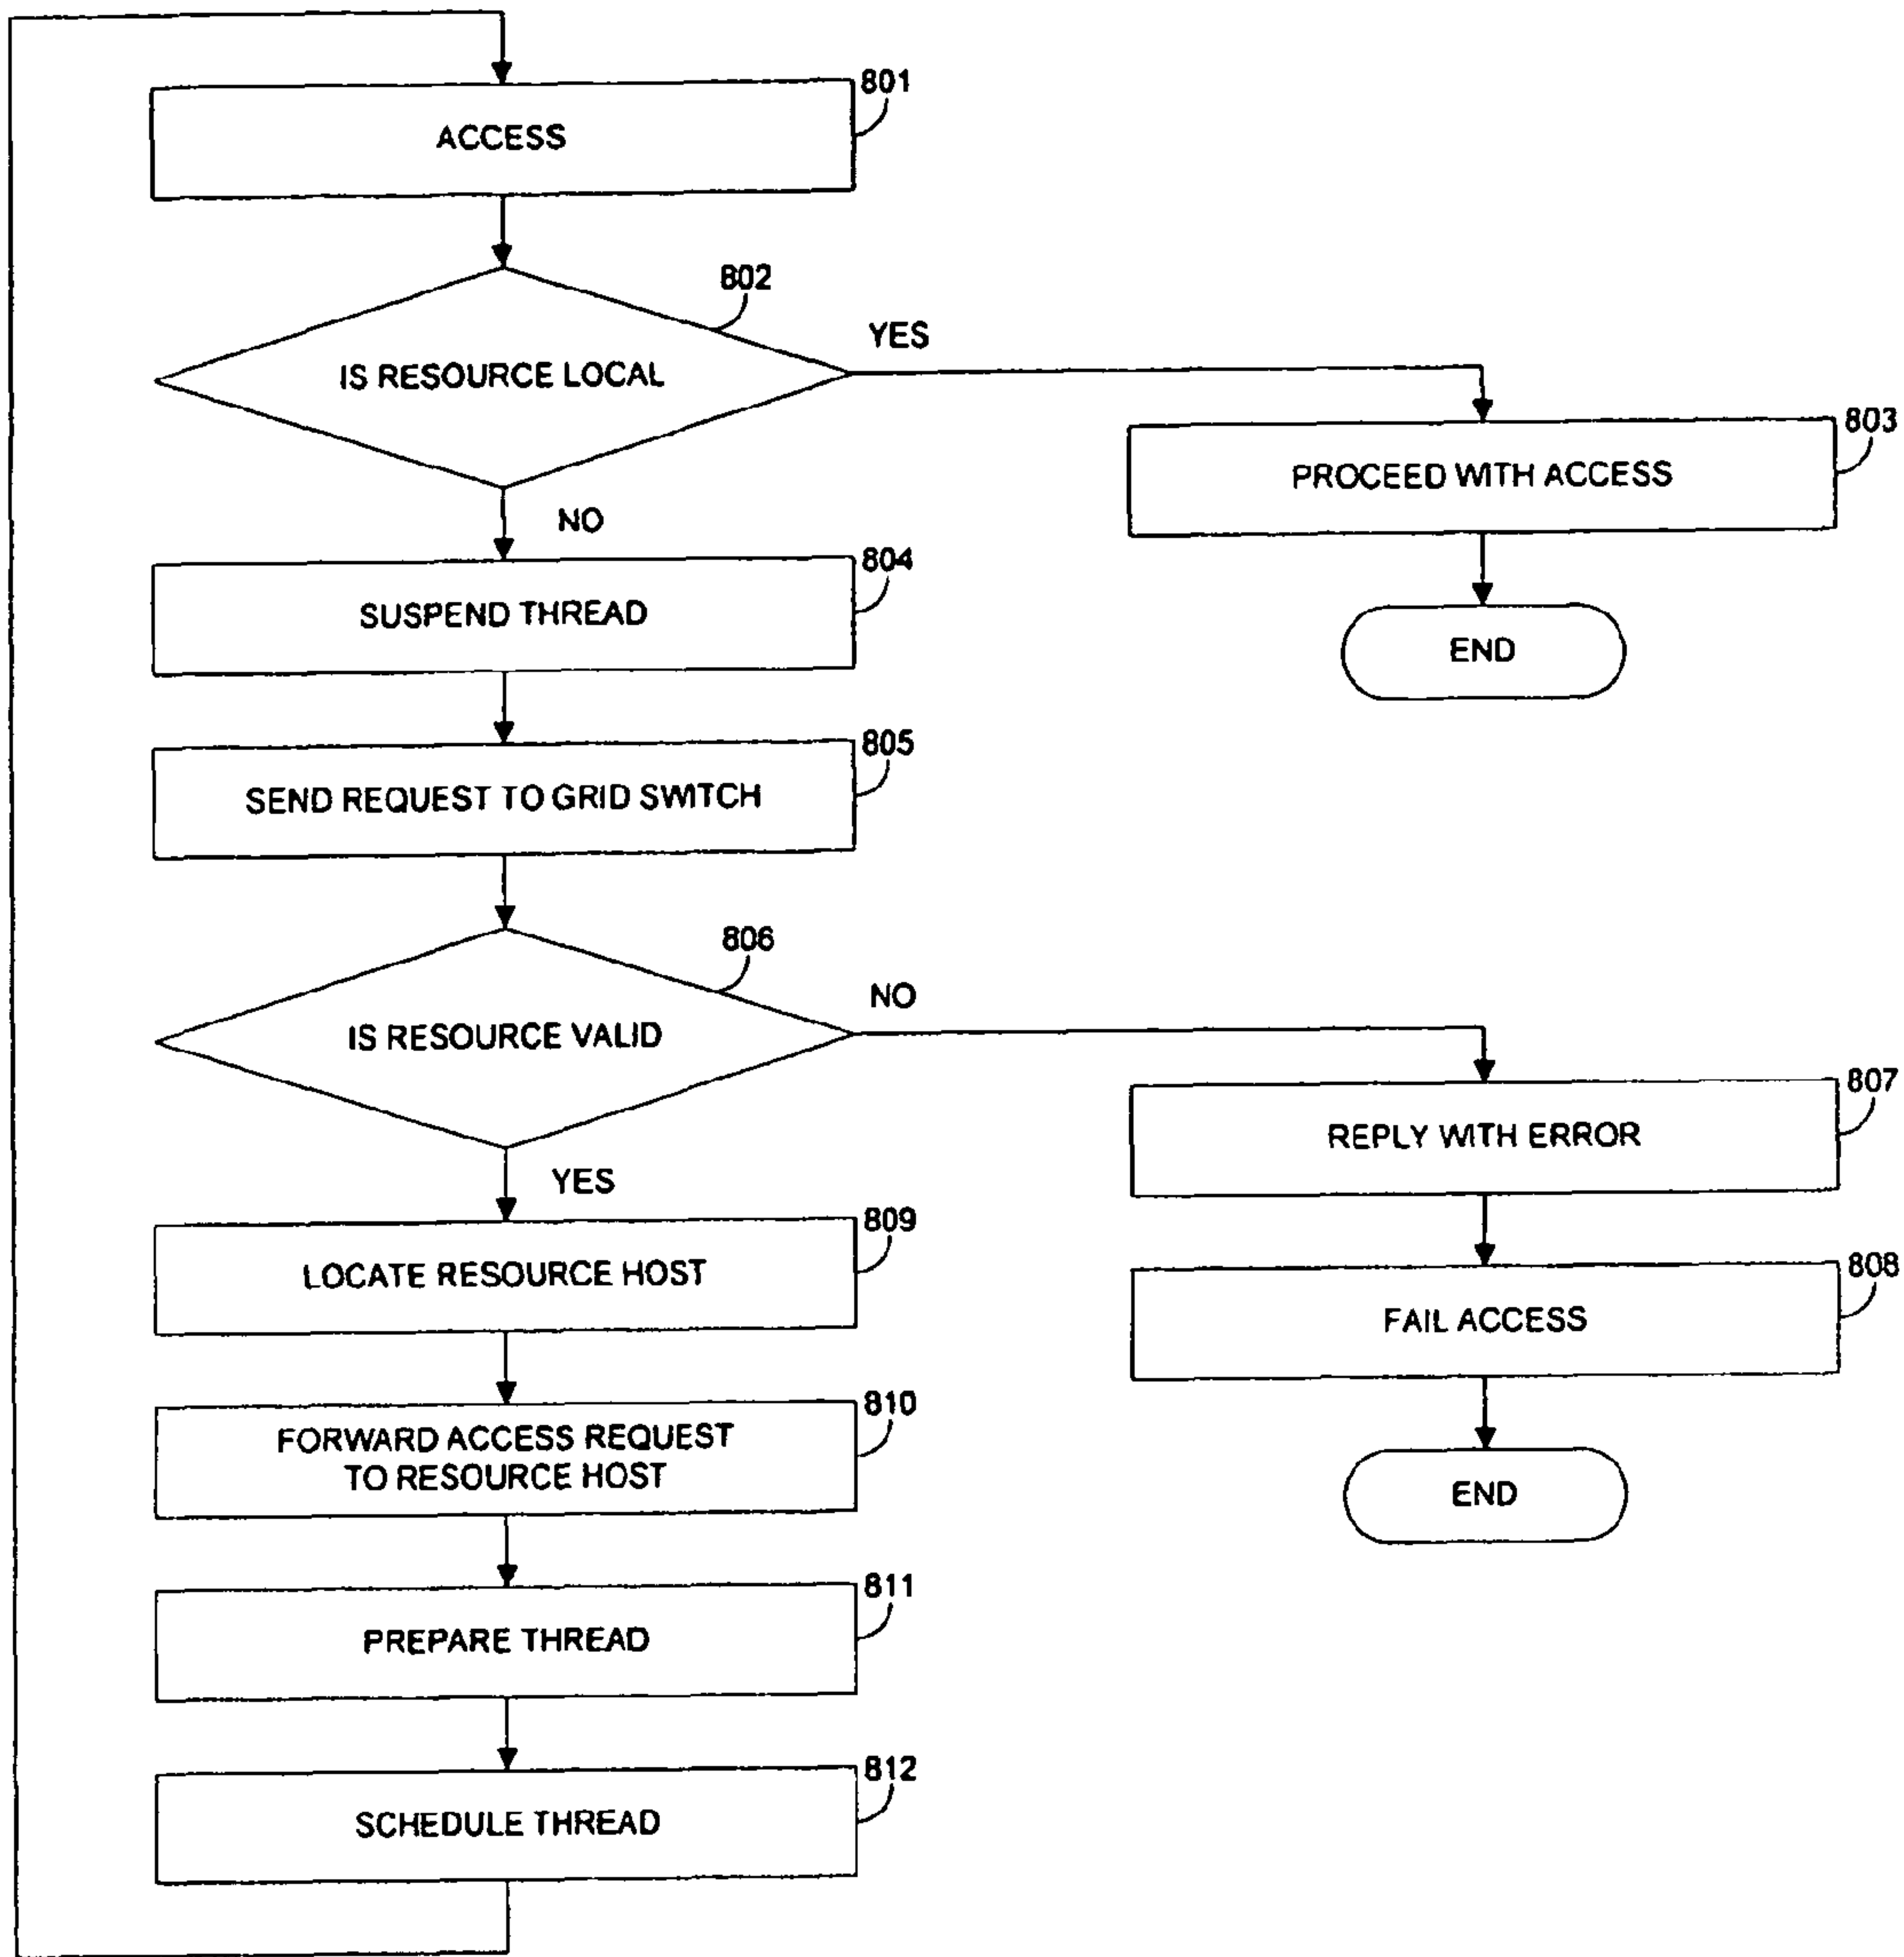 801
ACCESS
802
IS RESOURCE LOCAL
YES
803
PROCEED WITH ACCESS
END
NO
804
SUSPEND THREAD
805
SEND REQUEST TO GRID SWITCH
806
IS RESOURCE VALID
NO
807
REPLY WITH ERROR
808
FAIL ACCESS
END
YES
809
LOCATE RESOURCE HOST
810
FORWARD ACCESS REQUEST
TO RESOURCE HOST
811
PREPARE THREAD
812
SCHEDULE THREAD